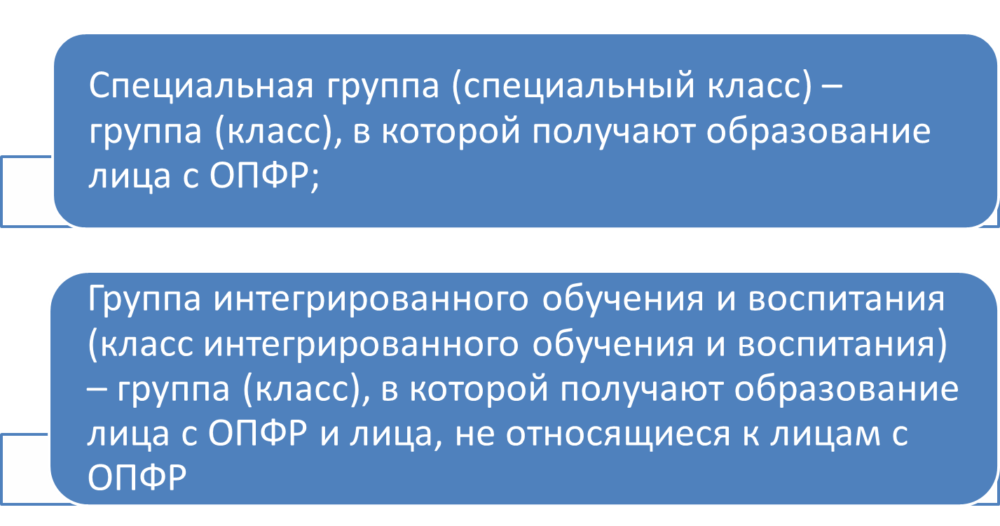 Специальная группа (специальный класс) –
группа (класс), в которой получают образование
лица с ОПФР;
Группа интегрированного обучения и воспитания
(класс интегрированного обучения и воспитания)
– группа (класс), в которой получают образование
лица с ОПФР и лица, не относящиеся к лицам с
ОПФР